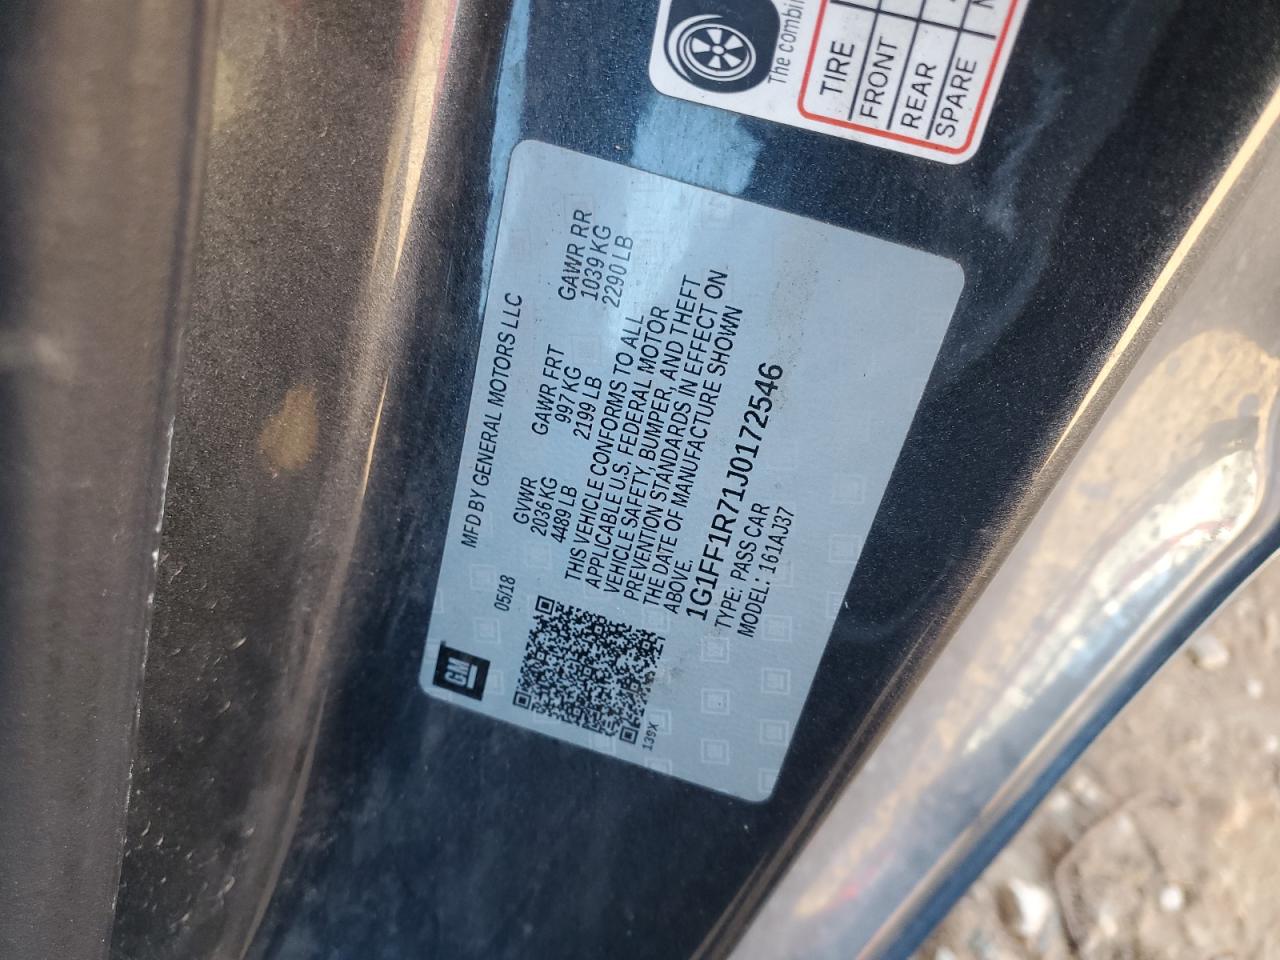 The combi
TIRE
FRONT
REAR
SPARE
MFD BY GENERAL MOTORS LLC
05/18
GVWR GAWR FRT GAWR RR
2036 KG 997 KG 1039 KG
4489 LB 2199 LB 2290 LB
THIS VEHICLE CONFORMS TO ALL
APPLICABLE U.S. FEDERAL MOTOR
VEHICLE SAFETY, BUMPER, AND THEFT
PREVENTION STANDARDS IN EFFECT ON
THE DATE OF MANUFACTURE SHOWN
ABOVE.
1G1FF1R71J0172546
TYPE: PASS CAR
MODEL: 161AJ37
GM
139X